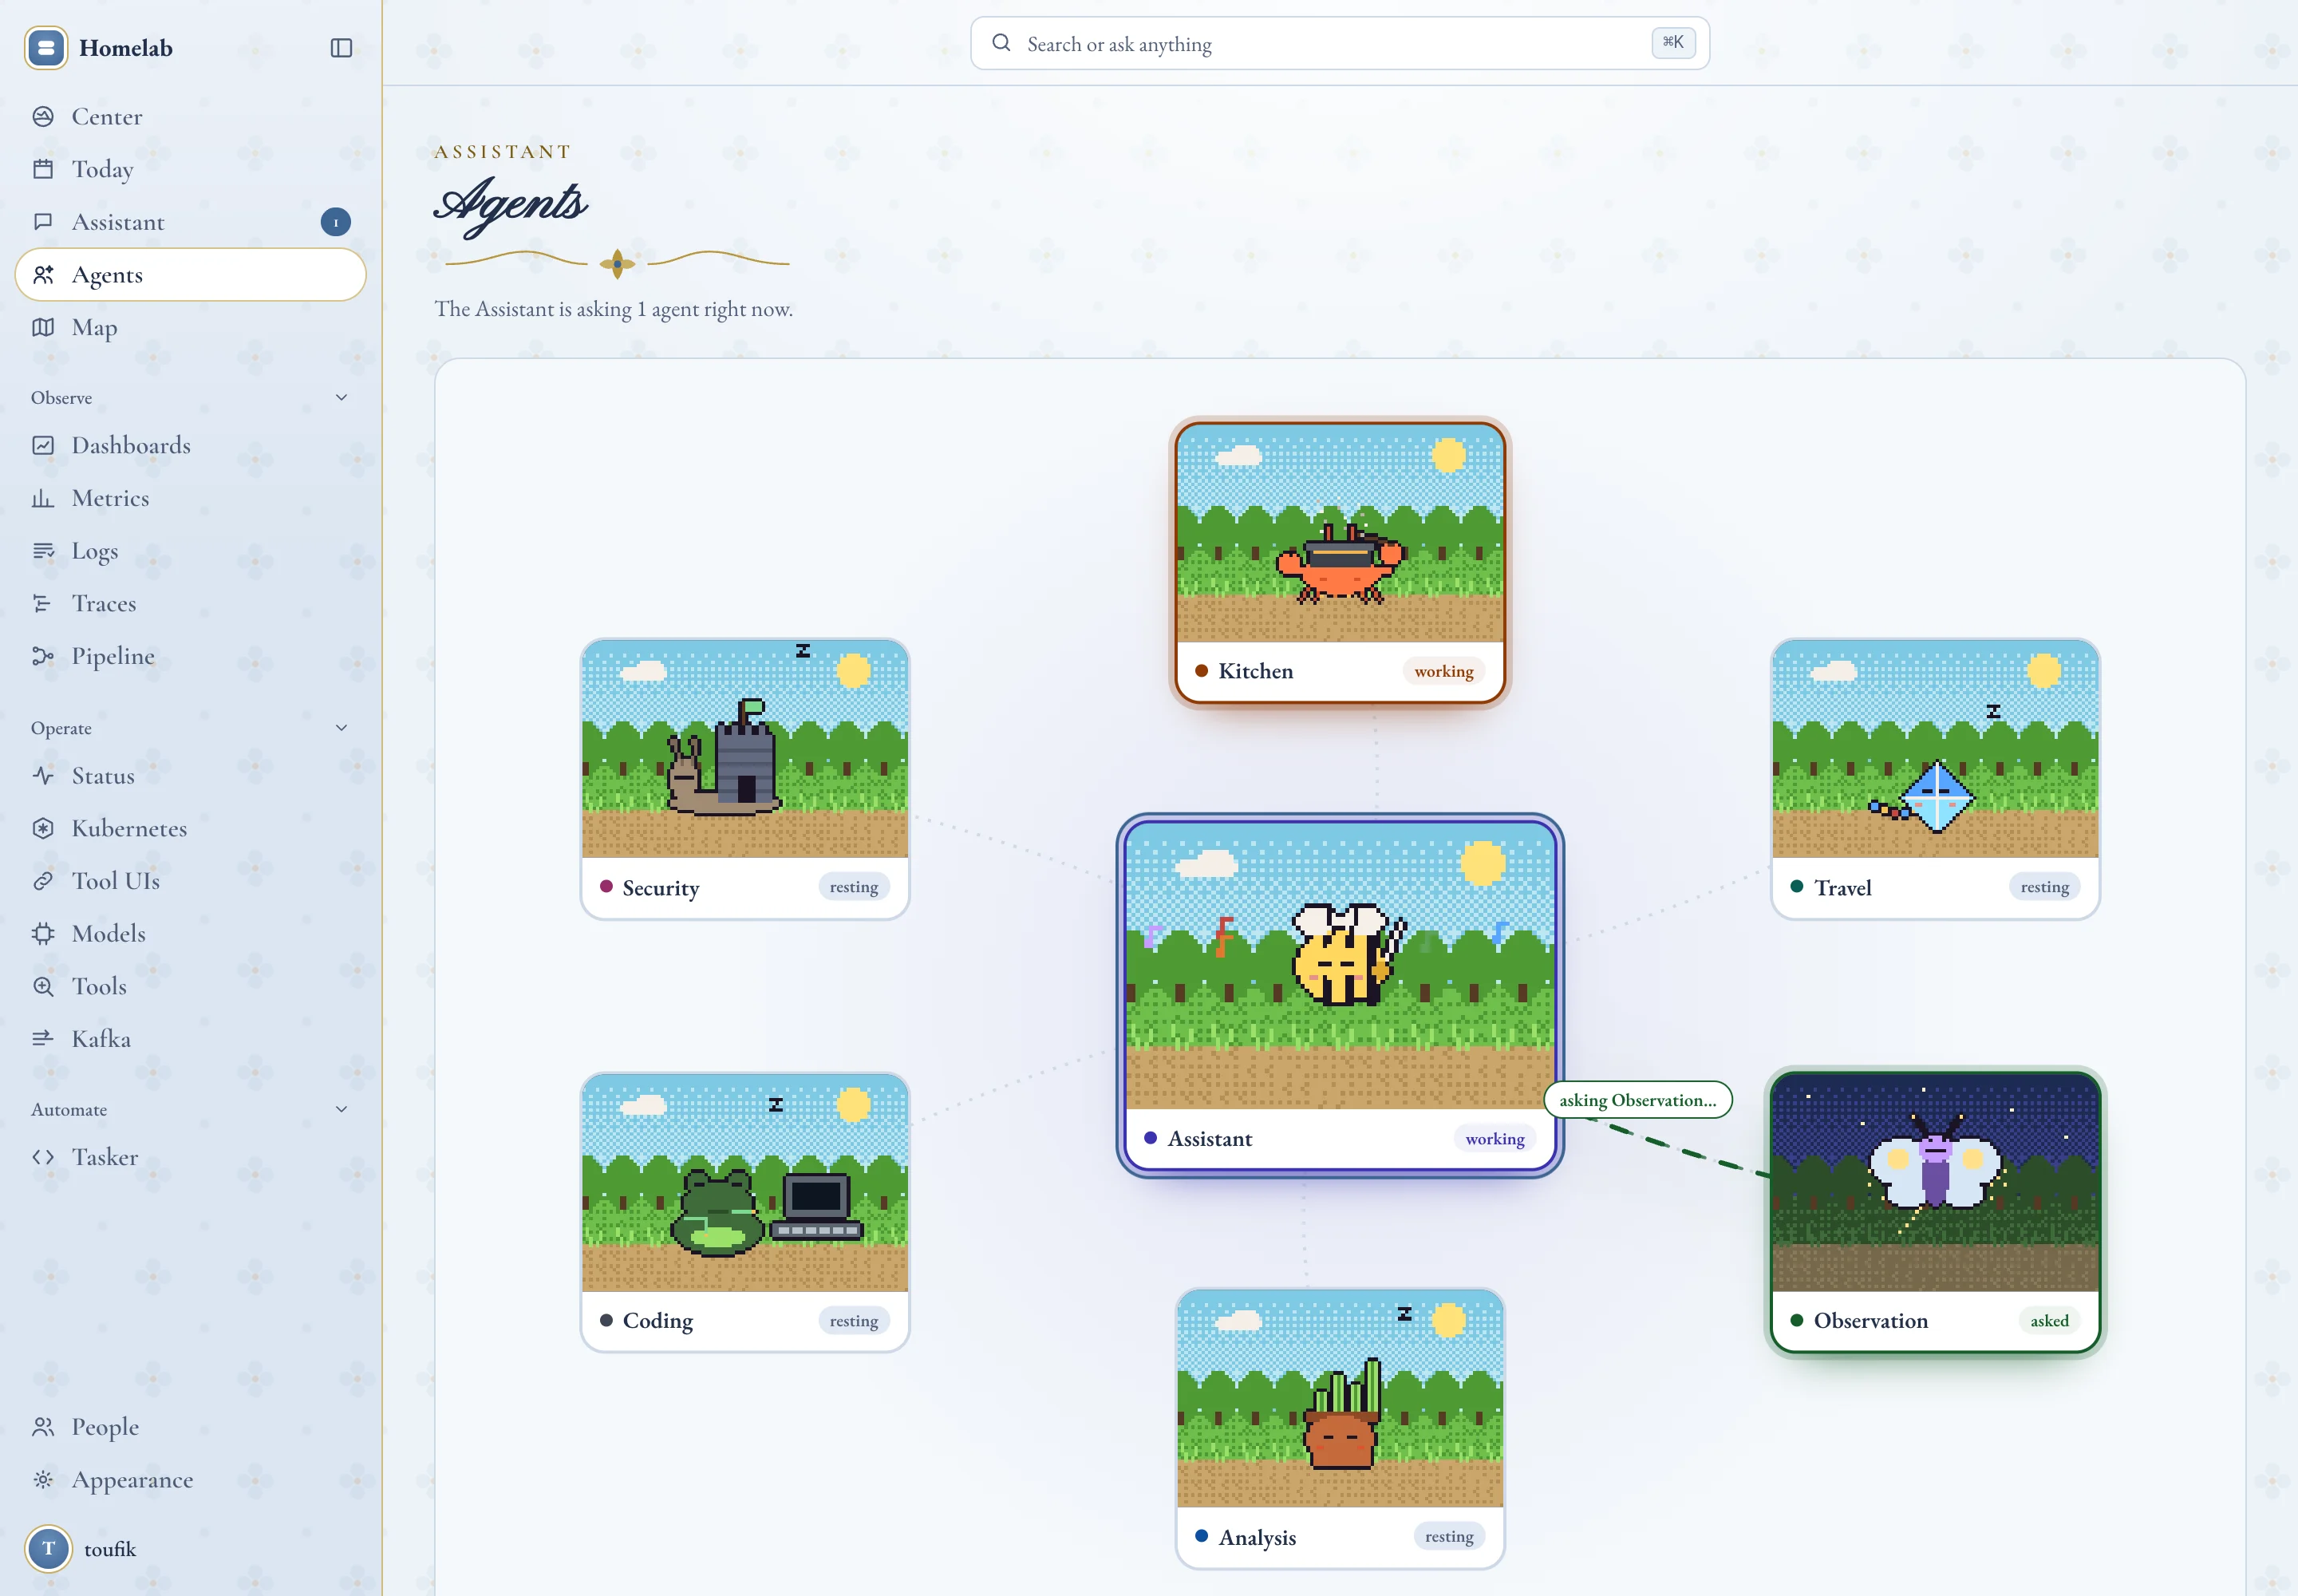 Homelab
Search or ask anything
⌘K
Center
Today
Assistant
1
Agents
Map
Observe
Dashboards
Metrics
Logs
Traces
Pipeline
Operate
Status
Kubernetes
Tool UIs
Models
Tools
Kafka
Automate
Tasker
People
Appearance
T
toufik
ASSISTANT
Agents
The Assistant is asking 1 agent right now.
Kitchen
working
Security
resting
Travel
resting
Assistant
working
asking Observation...
Coding
resting
Observation
asked
Analysis
resting